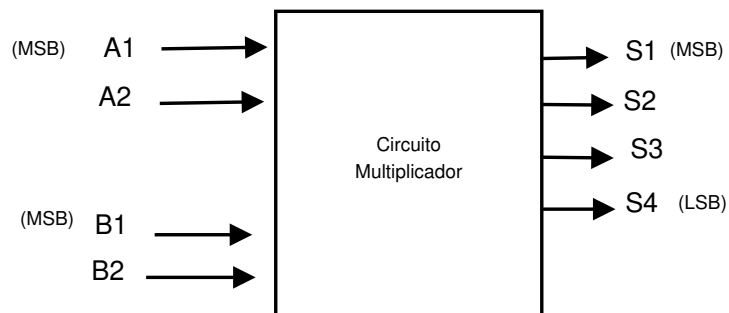 (MSB) A1
A2
(MSB) B1
B2
Circuito
Multiplicador
S1 (MSB)
S2
S3
S4 (LSB)